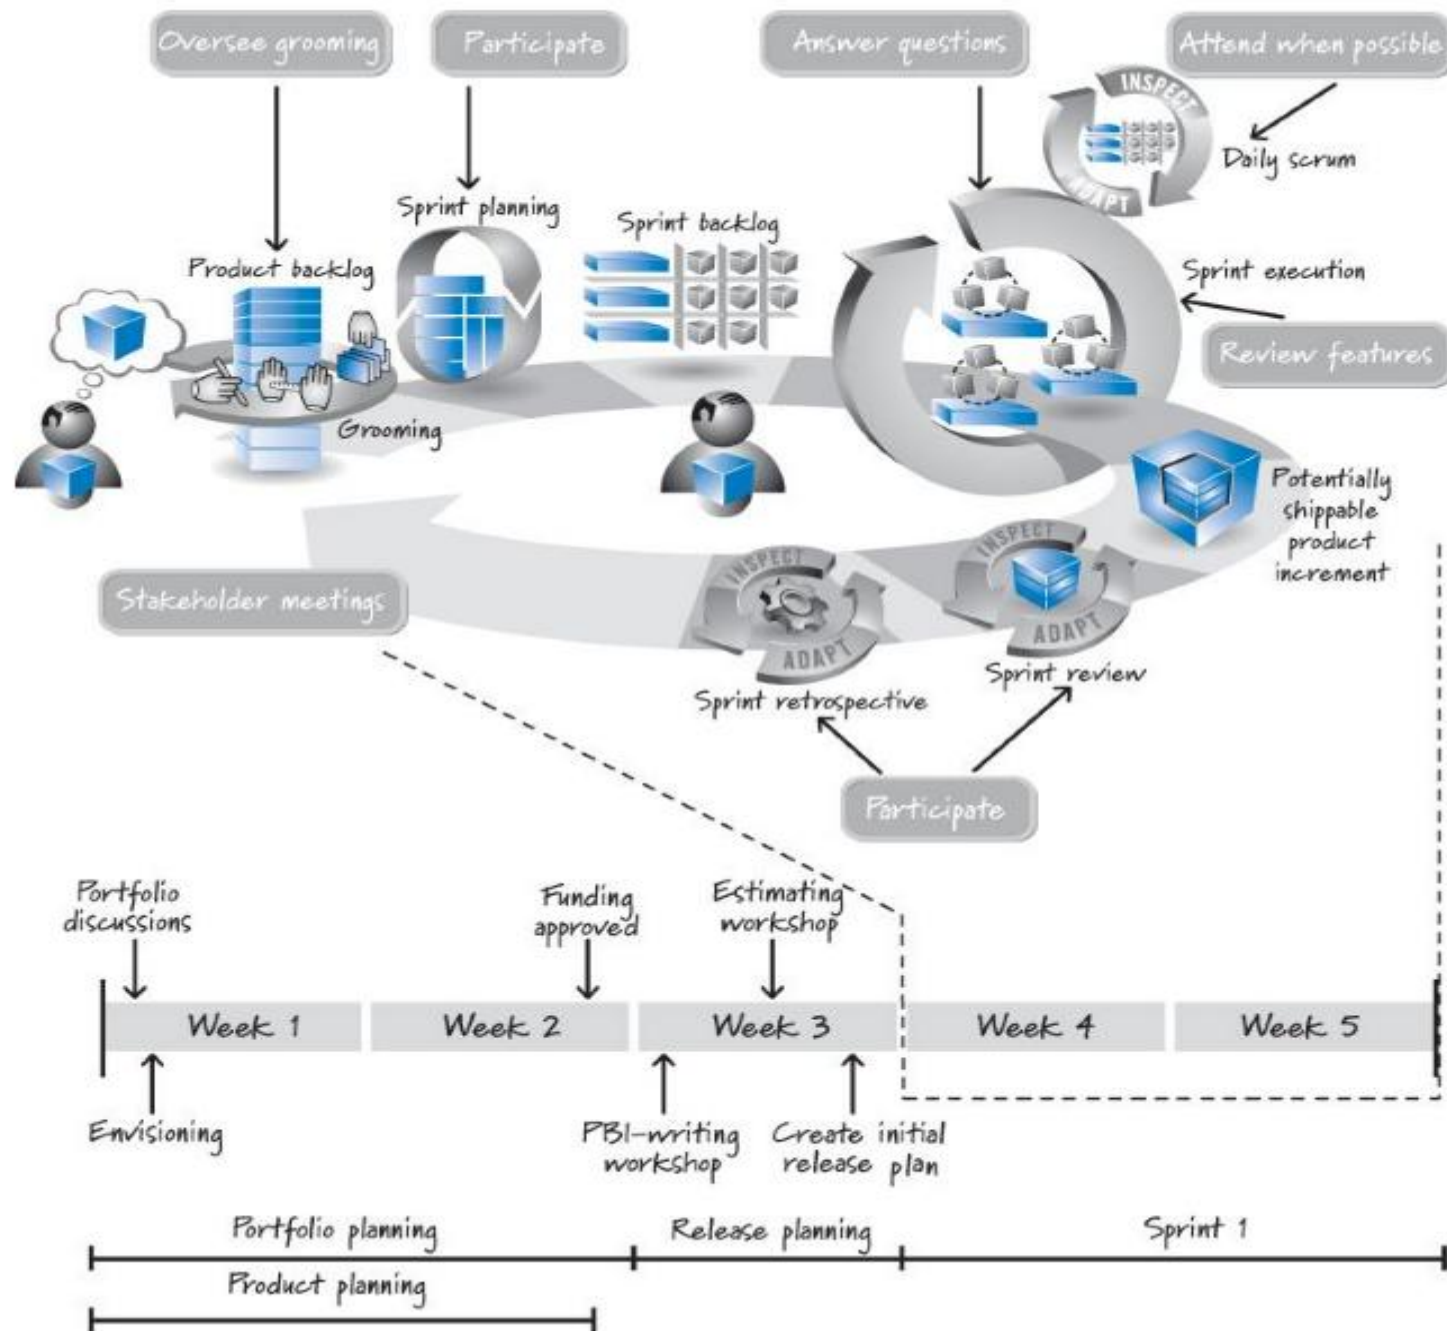 Oversee grooming
Participate
Answer questions
Attend when possible
INSPECT
ADAPT
Daily scrum
Sprint planning
Sprint backlog
Product backlog
Sprint execution
Review features
Grooming
Potentially
shippable
product
increment
Stakeholder meetings
INSPECT
ADAPT
INSPECT
ADAPT
Sprint review
Sprint retrospective
Participate
Portfolio
discussions
Funding
approved
Estimating
workshop
Week 1
Week 2
Week 3
Week 4
Week 5
Envisioning
PBI-writing
workshop
Create initial
release plan
Portfolio planning
Release planning
Sprint 1
Product planning